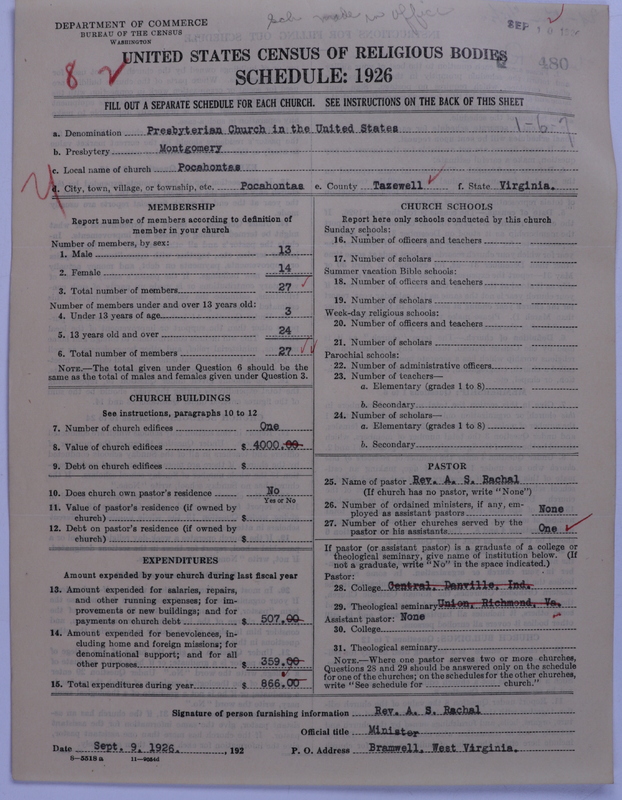 DEPARTMENT OF COMMERCE
BUREAU OF THE CENSUS
WASHINGTON
Sch. made in office
SEP 10
480
8 2
UNITED STATES CENSUS OF RELIGIOUS BODIES
SCHEDULE: 1926
FILL OUT A SEPARATE SCHEDULE FOR EACH CHURCH. SEE INSTRUCTIONS ON THE BACK OF THIS SHEET
1-6-7
a. Denomination Presbyterian Church in the United States
b. Presbytery Montgomery
c. Local name of church Pocahontas
d. City, town, village, or township, etc. Pocahontas e. County Tazewell f. State Virginia.
MEMBERSHIP
Report number of members according to definition of
member in your church
Number of members, by sex:
1. Male 13
2. Female 14
3. Total number of members 27
Number of members under and over 13 years old:
4. Under 13 years of age 3
5. 13 years old and over 24
6. Total number of members 27
NOTE.—The total given under Question 6 should be the
same as the total of males and females given under Question 3.
CHURCH BUILDINGS
See instructions, paragraphs 10 to 12
7. Number of church edifices One
8. Value of church edifices $ 4000.00
9. Debt on church edifices $
10. Does church own pastor's residence No
Yes or No
11. Value of pastor's residence (if owned by
church) $
12. Debt on pastor's residence (if owned by
church) $
EXPENDITURES
Amount expended by your church during last fiscal year
13. Amount expended for salaries, repairs,
and other running expenses; for im-
provements or new buildings; and for
payments on church debt $ 507.00
14. Amount expended for benevolences, in-
cluding home and foreign missions; for
denominational support; and for all
other purposes $ 359.00
15. Total expenditures during year $ 866.00
CHURCH SCHOOLS
Report here only schools conducted by this church
Sunday schools:
16. Number of officers and teachers
17. Number of scholars
Summer vacation Bible schools:
18. Number of officers and teachers
19. Number of scholars
Week-day religious schools:
20. Number of officers and teachers
21. Number of scholars
Parochial schools:
22. Number of administrative officers
23. Number of teachers—
a. Elementary (grades 1 to 8)
b. Secondary
24. Number of scholars—
a. Elementary (grades 1 to 8)
b. Secondary
PASTOR
25. Name of pastor Rev. A. S. Rachal
(If church has no pastor, write "None")
26. Number of ordained ministers, if any, em-
ployed as assistant pastors None
27. Number of other churches served by the
pastor or his assistants One
If pastor (or assistant pastor) is a graduate of a college or
theological seminary, give name of institution below. (If
not a graduate, write "No" in the space indicated.)
Pastor:
28. College Central, Danville, Ind.
29. Theological seminary Union, Richmond, Va.
Assistant pastor: None
30. College
31. Theological seminary
NOTE.—Where one pastor serves two or more churches,
Questions 28 and 29 should be answered only on the schedule
for one of the churches; on the schedules for the other churches,
write "See schedule for church."
Signature of person furnishing information Rev. A. S. Rachal
Official title Minister
Date Sept. 9, 1926. , 192 P. O. Address Bramwell, West Virginia.
8-5518 a